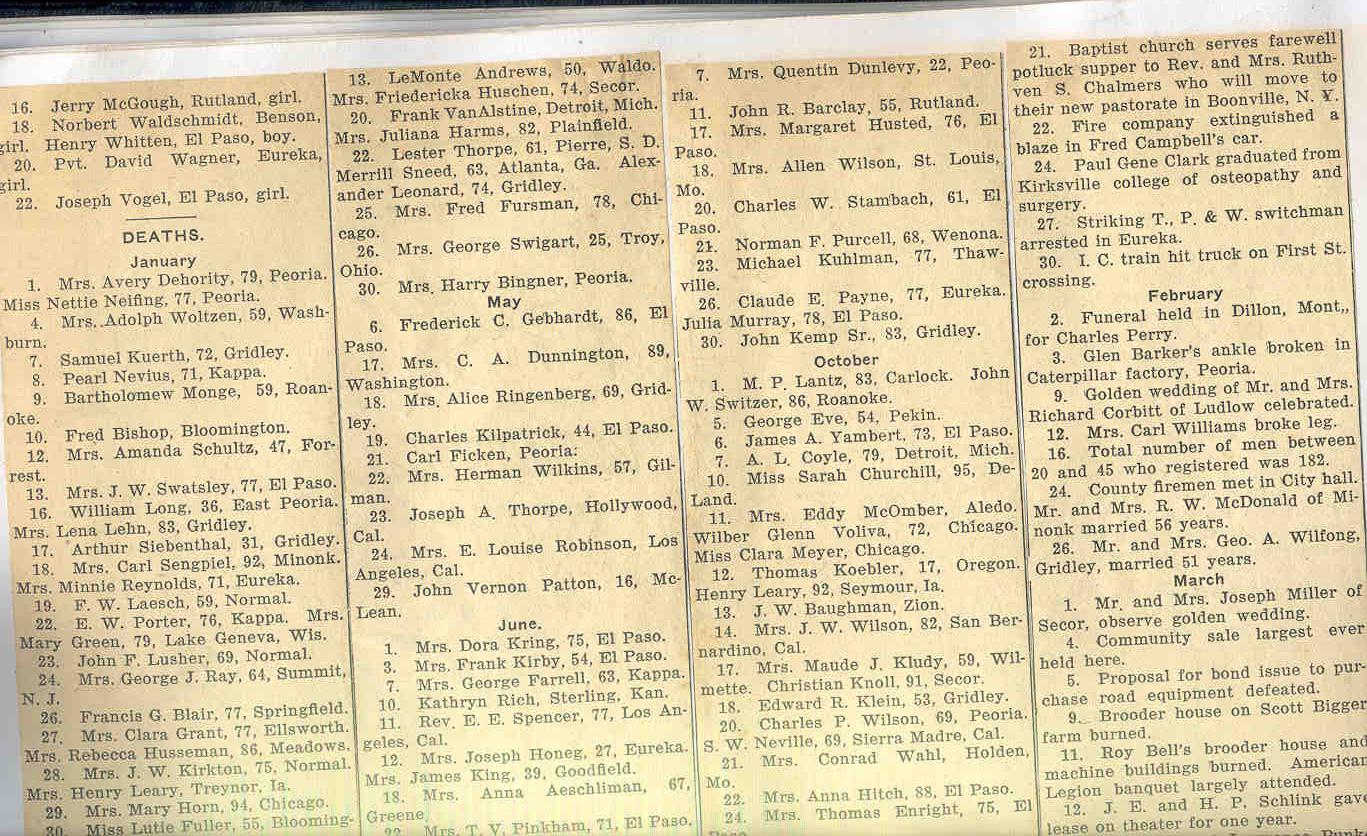 16. Jerry McGough, Rutland, girl.
18. Norbert Waldschmidt, Benson,
girl. Henry Whitten, El Paso, boy.
20. Pvt. David Wagner, Eureka,
girl.
22. Joseph Vogel, El Paso, girl.
DEATHS.
January
1. Mrs. Avery Dehority, 79, Peoria.
Miss Nettie Neifing, 77, Peoria.
4. Mrs. Adolph Woltzen, 59, Wash-
burn.
7. Samuel Kuerth, 72, Gridley.
8. Pearl Nevius, 71, Kappa.
9. Bartholomew Monge, 59, Roan-
oke.
10. Fred Bishop, Bloomington.
12. Mrs. Amanda Schultz, 47, For-
rest.
13. Mrs. J. W. Swatsley, 77, El Paso.
16. William Long, 36, East Peoria.
Mrs. Lena Lehn, 83, Gridley.
17. Arthur Siebenthal, 31, Gridley.
18. Mrs. Carl Sengpiel, 92, Minonk.
Mrs. Minnie Reynolds, 71, Eureka.
19. F. W. Laesch, 59, Normal.
22. E. W. Porter, 76, Kappa. Mrs.
Mary Green, 79, Lake Geneva, Wis.
23. John F. Lusher, 69, Normal.
24. Mrs. George J. Ray, 64, Summit,
N. J.
26. Francis G. Blair, 77, Springfield.
27. Mrs. Clara Grant, 77, Ellsworth.
Mrs. Rebecca Husseman, 86, Meadows.
28. Mrs. J. W. Kirkton, 75, Normal.
Mrs. Henry Leary, Treynor, Ia.
29. Mrs. Mary Horn, 94, Chicago.
30. Miss Lutie Fuller, 55, Blooming-
13. LeMonte Andrews, 50, Waldo.
Mrs. Friedericka Huschen, 74, Secor.
20. Frank VanAlstine, Detroit, Mich.
Mrs. Juliana Harms, 82, Plainfield.
22. Lester Thorpe, 61, Pierre, S. D.
Merrill Sneed, 63, Atlanta, Ga. Alex-
ander Leonard, 74, Gridley.
25. Mrs. Fred Fursman, 78, Chi-
cago.
26. Mrs. George Swigart, 25, Troy,
Ohio.
30. Mrs. Harry Bingner, Peoria.
May
6. Frederick C. Gebhardt, 86, El
Paso.
17. Mrs. C. A. Dunnington, 89,
Washington.
18. Mrs. Alice Ringenberg, 69, Grid-
ley.
19. Charles Kilpatrick, 44, El Paso.
21. Carl Ficken, Peoria:
22. Mrs. Herman Wilkins, 57, Gil-
man.
23. Joseph A. Thorpe, Hollywood,
Cal.
24. Mrs. E. Louise Robinson, Los
Angeles, Cal.
29. John Vernon Patton, 16, Mc-
Lean.
June.
1. Mrs. Dora Kring, 75, El Paso.
3. Mrs. Frank Kirby, 54, El Paso.
7. Mrs. George Farrell, 63, Kappa.
10. Kathryn Rich, Sterling, Kan.
11. Rev. E. E. Spencer, 77, Los An-
geles, Cal.
12. Mrs. Joseph Honeg, 27, Eureka.
Mrs. James King, 39, Goodfield.
18. Mrs. Anna Aeschliman, 67,
Greene
Mrs. T. V. Pinkham, 71, El Paso.
7. Mrs. Quentin Dunlevy, 22, Peo-
ria.
11. John R. Barclay, 55, Rutland.
17. Mrs. Margaret Husted, 76, El
Paso.
18. Mrs. Allen Wilson, St. Louis,
Mo.
20. Charles W. Stambach, 61, El
Paso.
21. Norman F. Purcell, 68, Wenona.
23. Michael Kuhlman, 77, Thaw-
ville.
26. Claude E. Payne, 77, Eureka.
Julia Murray, 78, El Paso.
30. John Kemp Sr., 83, Gridley.
October
1. M. P. Lantz, 83, Carlock. John
W. Switzer, 86, Roanoke.
5. George Eve, 54, Pekin.
6. James A. Yambert, 73, El Paso.
7. A. L. Coyle, 79, Detroit, Mich.
10. Miss Sarah Churchill, 95, De-
Land.
11. Mrs. Eddy McOmber, Aledo.
Wilber Glenn Voliva, 72, Chicago.
Miss Clara Meyer, Chicago.
12. Thomas Koebler, 17, Oregon.
Henry Leary, 92, Seymour, Ia.
13. J. W. Baughman, Zion.
14. Mrs. J. W. Wilson, 82, San Ber-
nardino, Cal.
17. Mrs. Maude J. Kludy, 59, Wil-
mette. Christian Knoll, 91, Secor.
18. Edward R. Klein, 53, Gridley.
20. Charles P. Wilson, 69, Peoria.
S. W. Neville, 69, Sierra Madre, Cal.
21. Mrs. Conrad Wahl, Holden,
Mo.
22. Mrs. Anna Hitch, 88, El Paso.
24. Mrs. Thomas Enright, 75, El
21. Baptist church serves farewell
potluck supper to Rev. and Mrs. Ruth-
ven S. Chalmers who will move to
their new pastorate in Boonville, N. Y.
22. Fire company extinguished a
blaze in Fred Campbell's car.
24. Paul Gene Clark graduated from
Kirksville college of osteopathy and
surgery.
27. Striking T., P. & W. switchman
arrested in Eureka.
30. I. C. train hit truck on First St.
crossing.
February
2. Funeral held in Dillon, Mont.,
for Charles Perry.
3. Glen Barker's ankle broken in
Caterpillar factory, Peoria.
9. Golden wedding of Mr. and Mrs.
Richard Corbitt of Ludlow celebrated.
12. Mrs. Carl Williams broke leg.
16. Total number of men between
20 and 45 who registered was 182.
24. County firemen met in City hall.
Mr. and Mrs. R. W. McDonald of Mi-
nonk married 56 years.
26. Mr. and Mrs. Geo. A. Wilfong,
Gridley, married 51 years.
March
1. Mr. and Mrs. Joseph Miller of
Secor, observe golden wedding.
4. Community sale largest ever
held here.
5. Proposal for bond issue to pur-
chase road equipment defeated.
9. Brooder house on Scott Bigger
farm burned.
11. Roy Bell's brooder house and
machine buildings burned. American
Legion banquet largely attended.
12. J. E. and H. P. Schlink gave
lease on theater for one year.